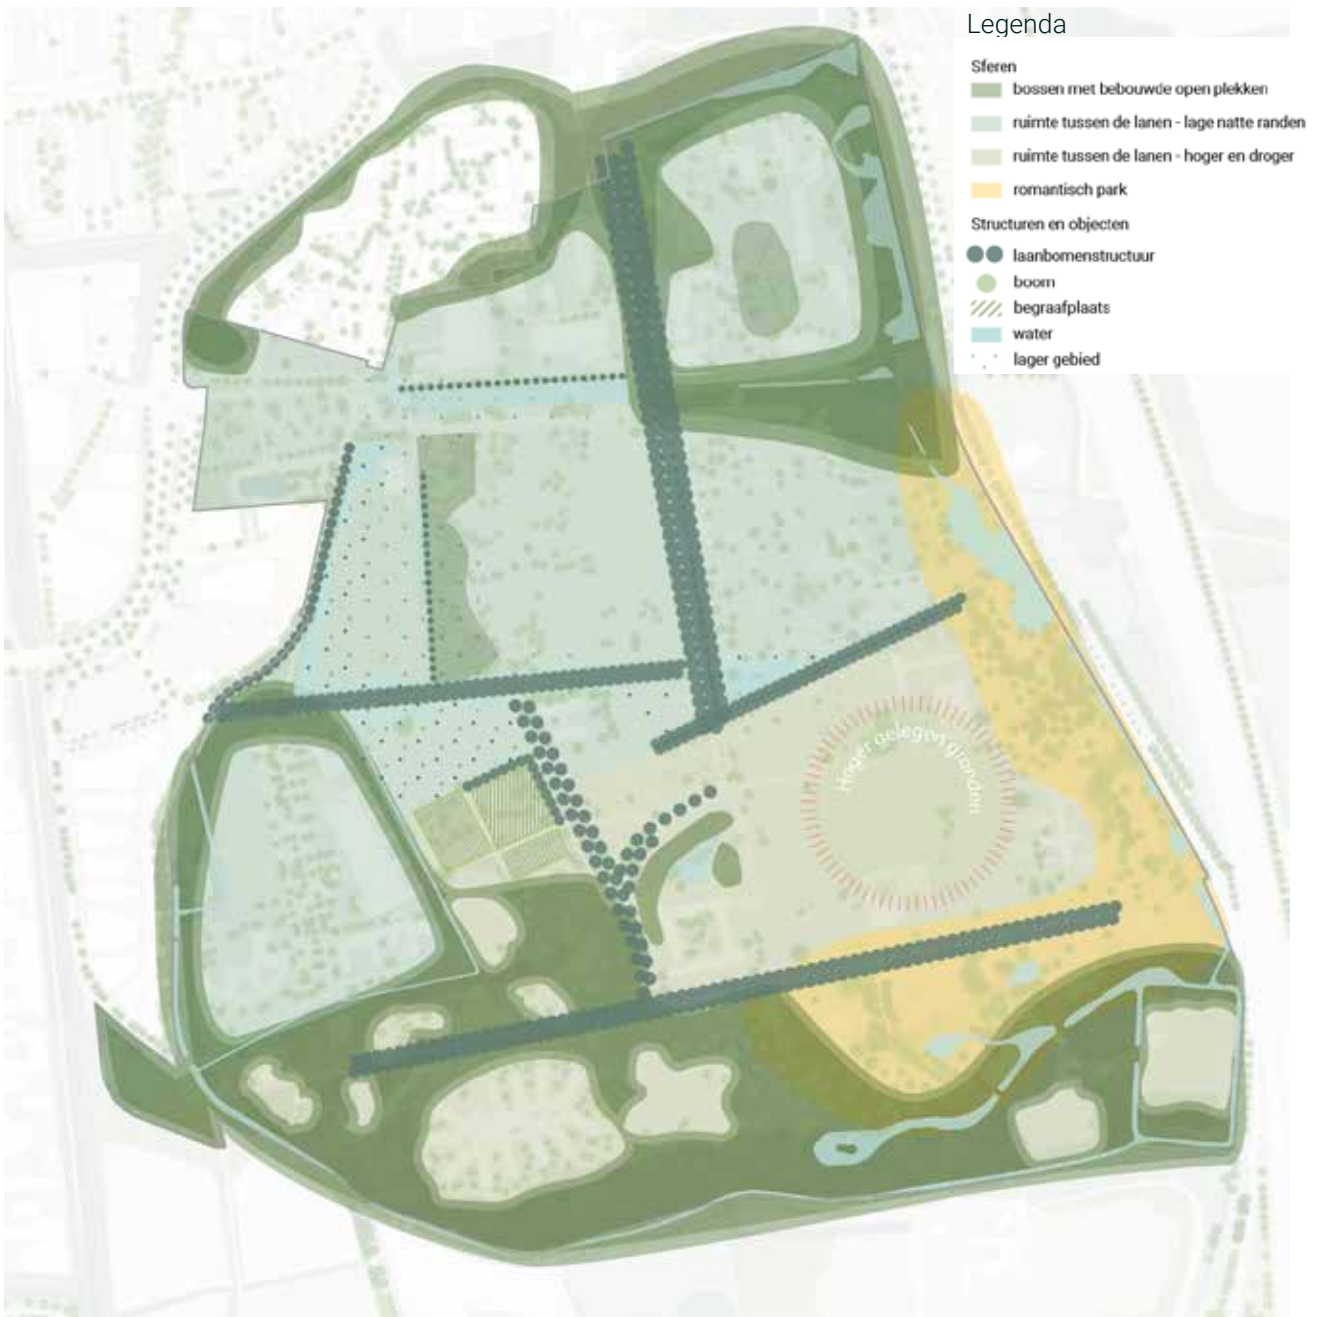 Legenda
Sferen
bossen met bebouwde open plekken
ruimte tussen de lanen - lage natte randen
ruimte tussen de lanen - hoger en droger
romantisch park
Structuren en objecten
laanbomenstructuur
boom
begraafplaats
water
lager gebied
Hoger gelegen gronden